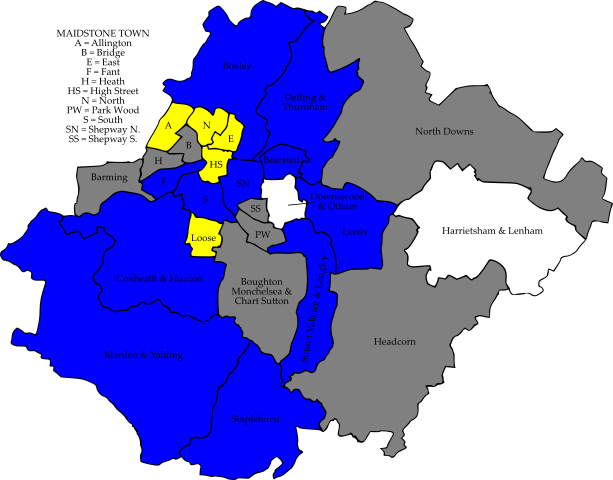 MAIDSTONE TOWN
A = Allington
B = Bridge
E = East
F = Fant
H = Heath
HS = High Street
N = North
PW = Park Wood
S = South
SN = Shepway N.
SS = Shepway S.
Boxley
Detling &
Thurnham
North Downs
A
N
E
B
H
HS
Barming
F
Bearsted
SN
S
Downswood
& Otham
SS
Leeds
Harrietsham & Lenham
PW
Loose
Coxheath & Hunton
Boughton
Monchelsea &
Chart Sutton
Sutton Valence & Langley
Headcorn
Marden & Yalding
Staplehurst